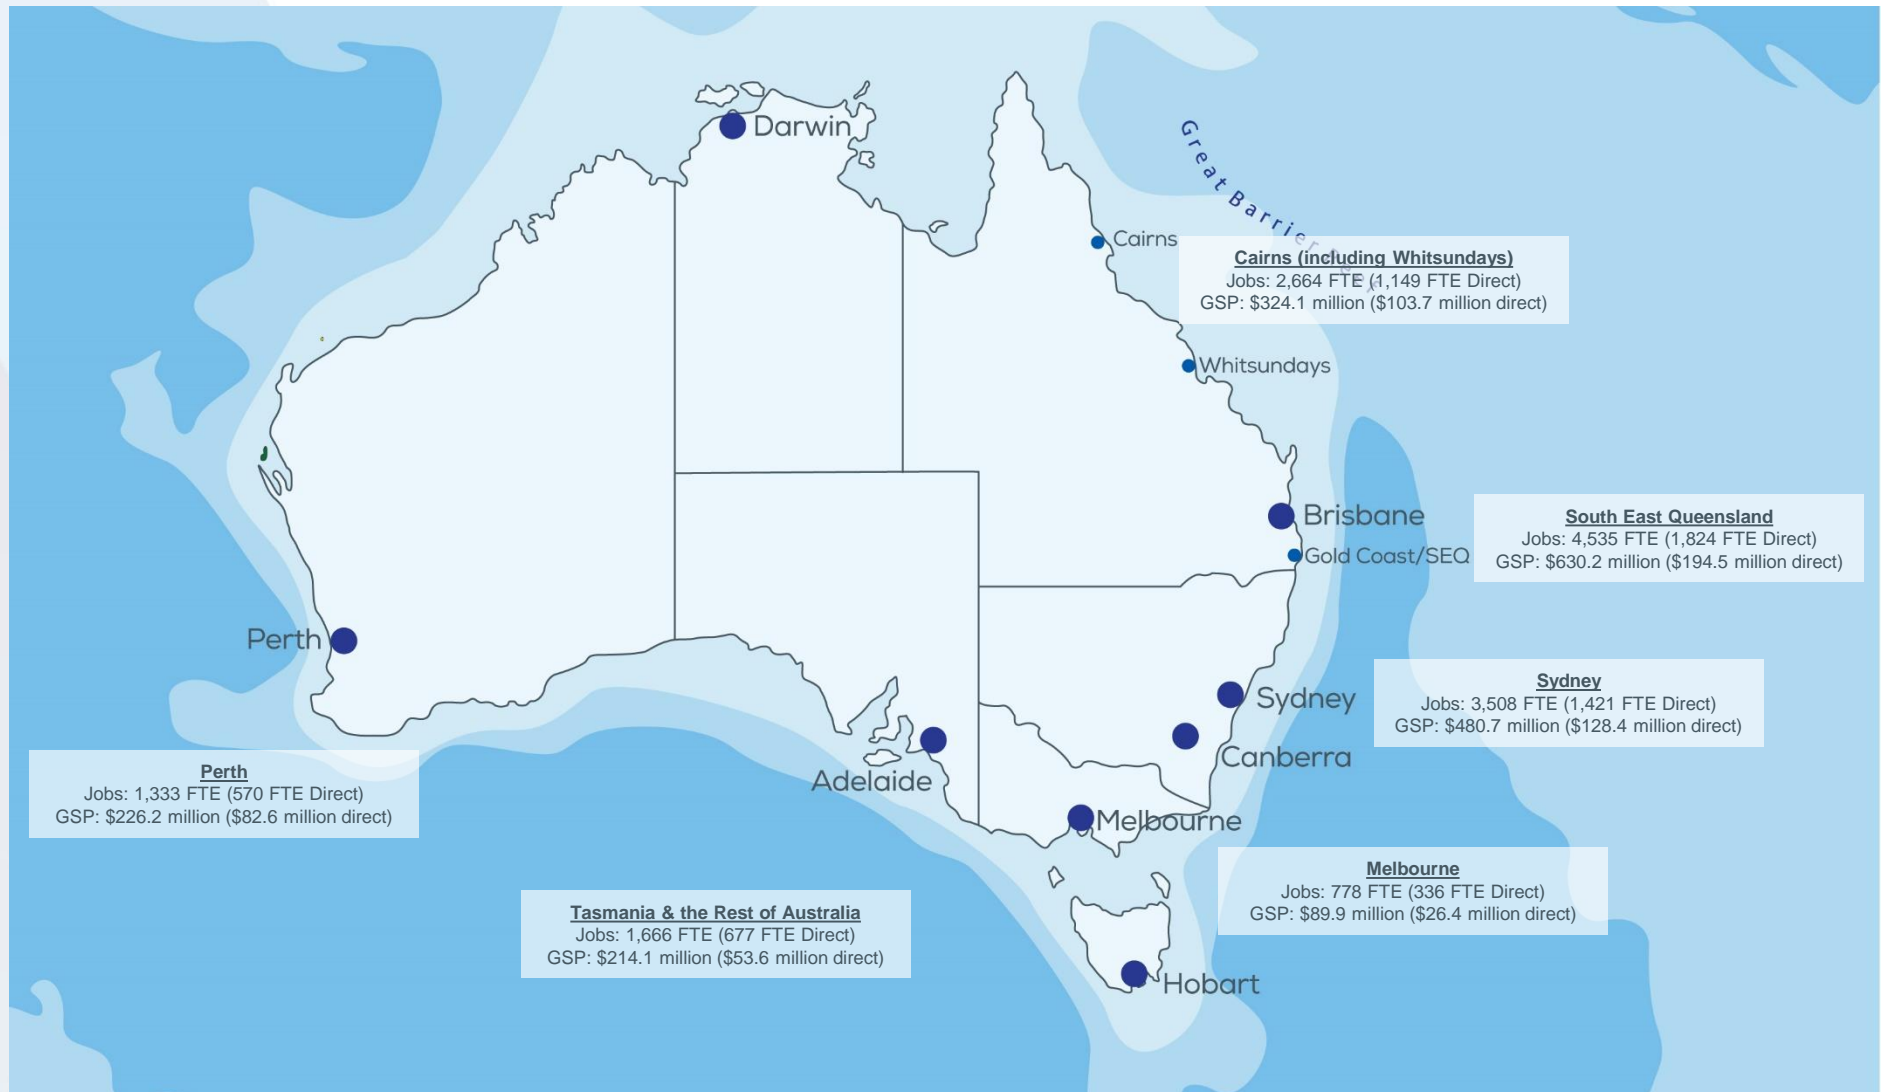 Darwin
Great Barrier Reef
Cairns
Cairns (including Whitsundays)
Jobs: 2,664 FTE (1,149 FTE Direct)
GSP: $324.1 million ($103.7 million direct)
Whitsundays
Brisbane
Gold Coast/SEQ
South East Queensland
Jobs: 4,535 FTE (1,824 FTE Direct)
GSP: $630.2 million ($194.5 million direct)
Perth
Sydney
Sydney
Jobs: 3,508 FTE (1,421 FTE Direct)
GSP: $480.7 million ($128.4 million direct)
Canberra
Adelaide
Perth
Jobs: 1,333 FTE (570 FTE Direct)
GSP: $226.2 million ($82.6 million direct)
Melbourne
Melbourne
Jobs: 778 FTE (336 FTE Direct)
GSP: $89.9 million ($26.4 million direct)
Tasmania & the Rest of Australia
Jobs: 1,666 FTE (677 FTE Direct)
GSP: $214.1 million ($53.6 million direct)
Hobart